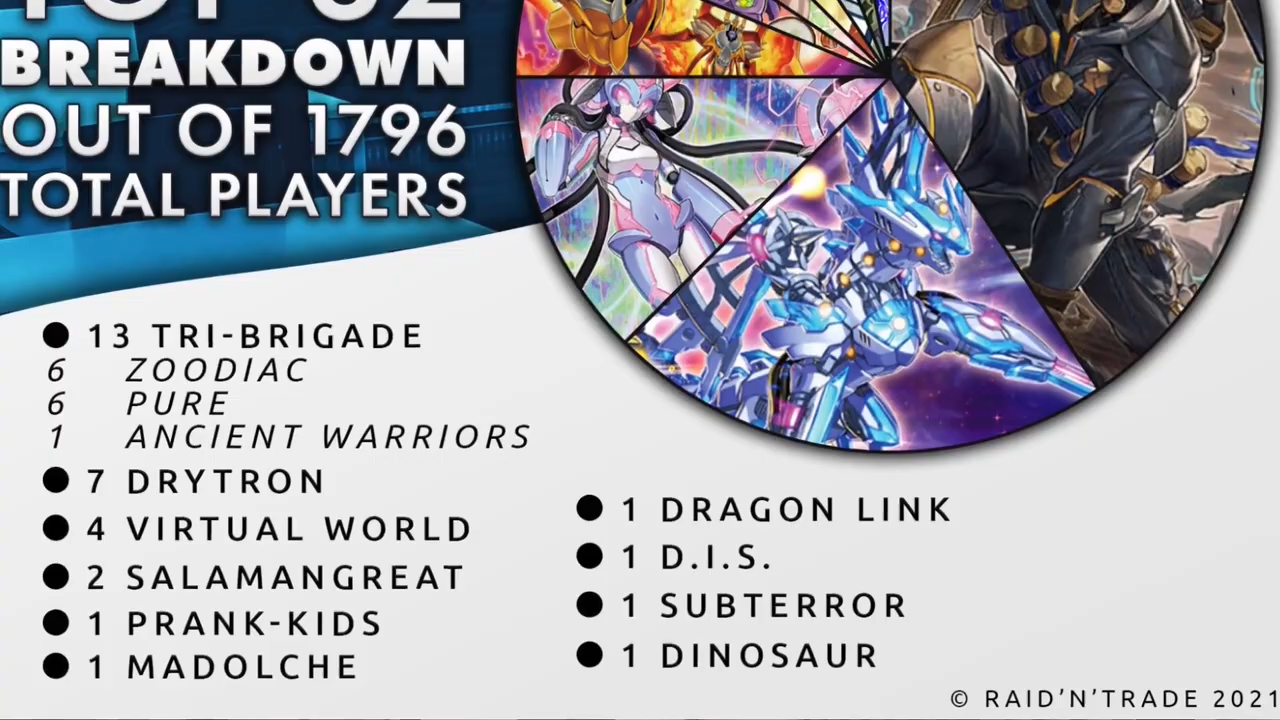 TOP 32
BREAKDOWN
OUT OF 1796
TOTAL PLAYERS
13 TRI-BRIGADE
6 ZOODIAC
6 PURE
1 ANCIENT WARRIORS
7 DRYTRON
4 VIRTUAL WORLD
2 SALAMANGREAT
1 PRANK-KIDS
1 MADOLCHE
1 DRAGON LINK
1 D.I.S.
1 SUBTERROR
1 DINOSAUR
© RAID'N'TRADE 2021